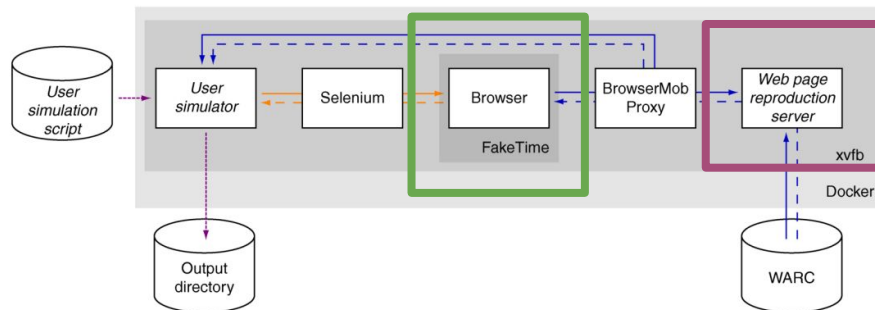 User
simulation
script
User
simulator
Selenium
Browser
FakeTime
BrowserMob
Proxy
Web page
reproduction
server
xvfb
Docker
Output
directory
WARC